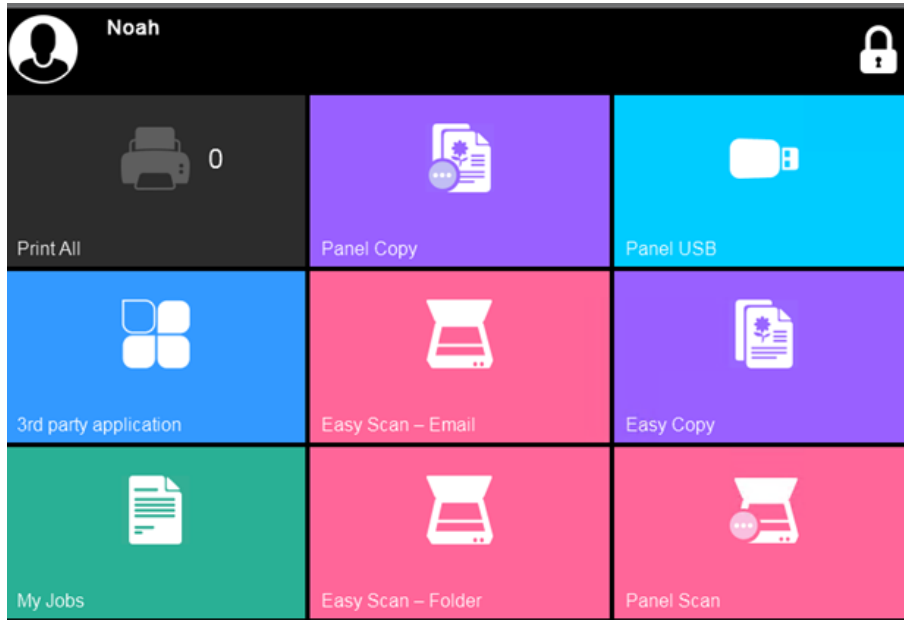 Noah
0
Print All
Panel Copy
Panel USB
3rd party application
Easy Scan – Email
Easy Copy
My Jobs
Easy Scan – Folder
Panel Scan